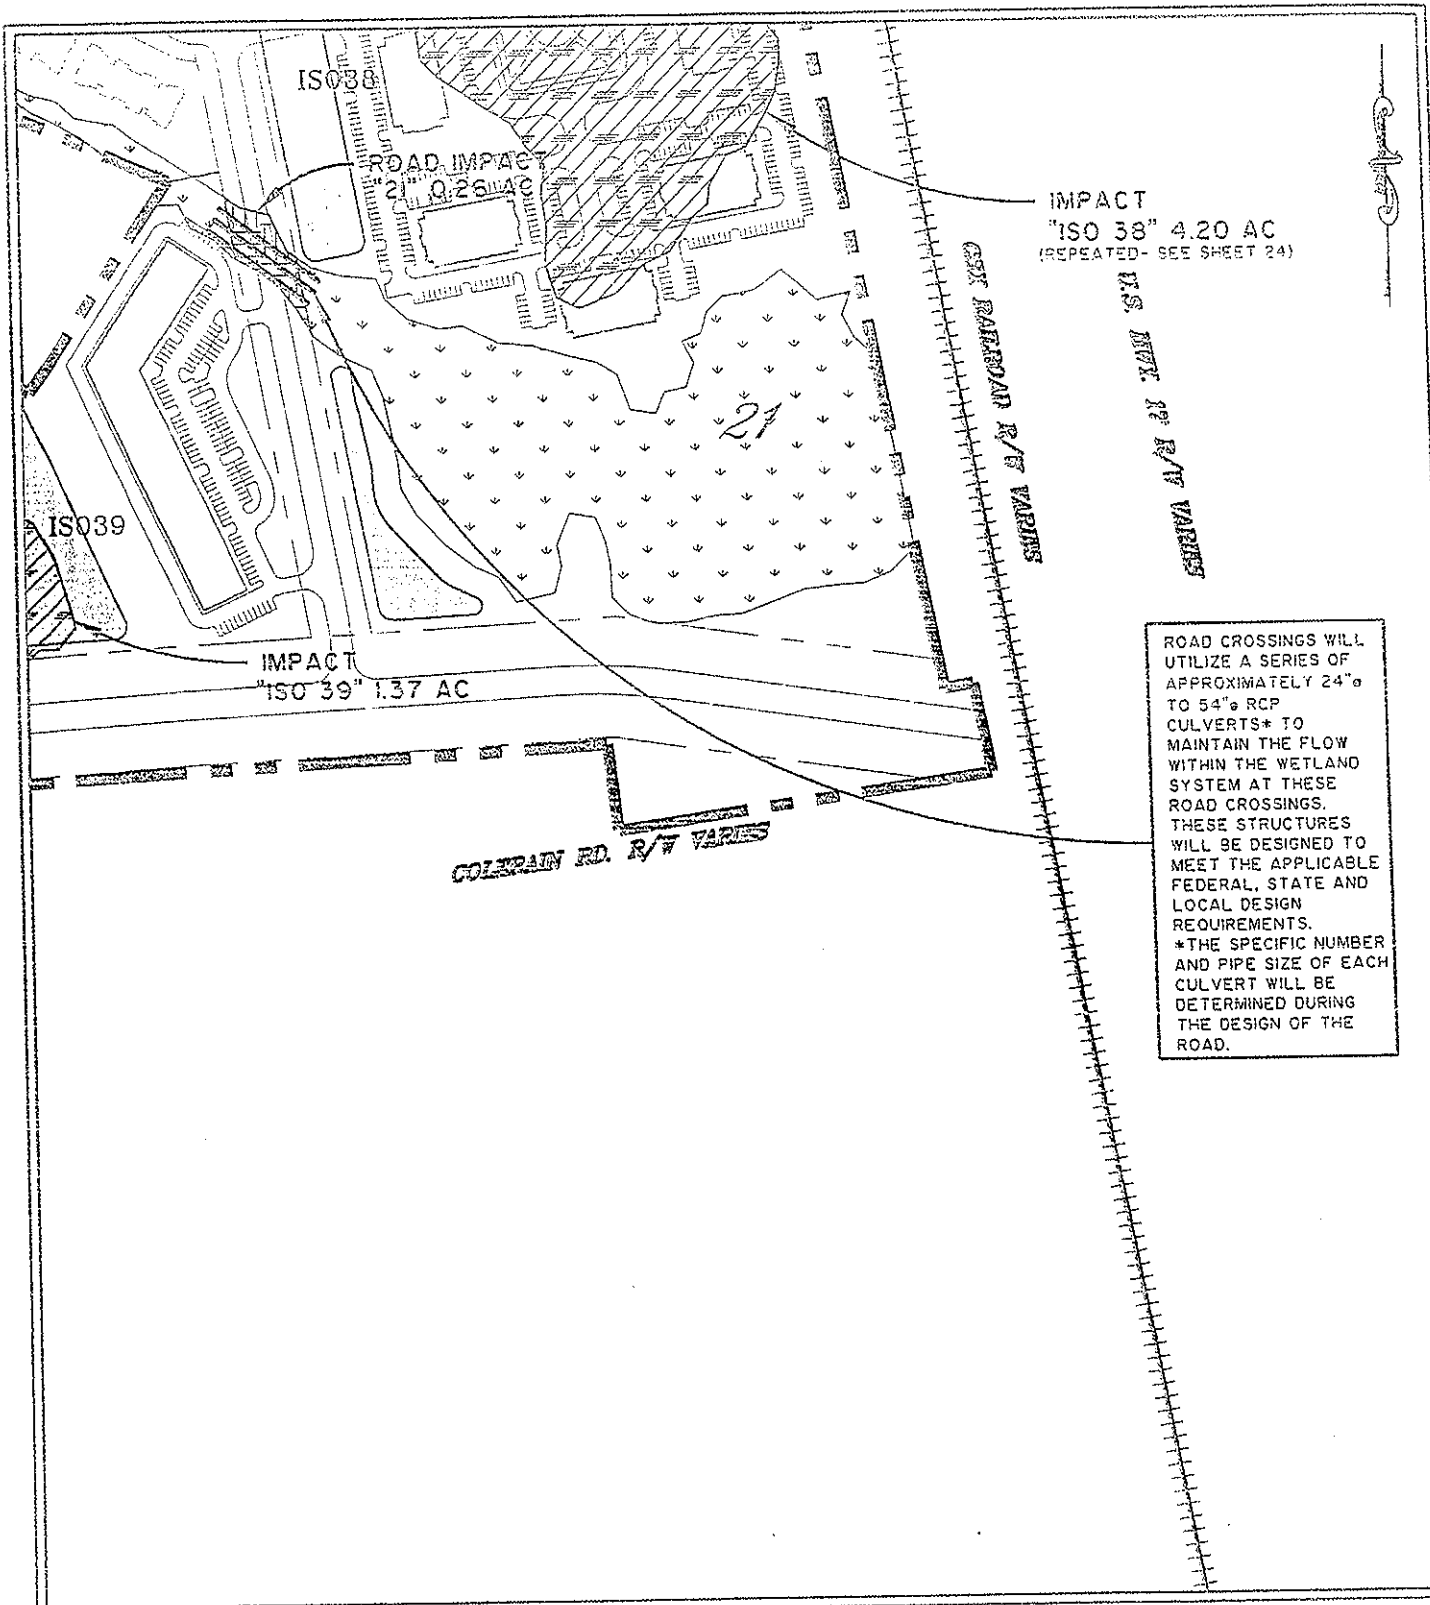 ISO38
ROAD IMPACT
"21" 0.26 AC
IMPACT
"ISO 38" 4.20 AC
(REPEATED- SEE SHEET 24)
CSX RAILROAD R/W VARIES
U.S. HWY. 17 R/W VARIES
21
ISO39
IMPACT
"ISO 39" 1.37 AC
COLERAIN RD. R/W VARIES
ROAD CROSSINGS WILL
UTILIZE A SERIES OF
APPROXIMATELY 24"ø
TO 54"ø RCP
CULVERTS* TO
MAINTAIN THE FLOW
WITHIN THE WETLAND
SYSTEM AT THESE
ROAD CROSSINGS.
THESE STRUCTURES
WILL BE DESIGNED TO
MEET THE APPLICABLE
FEDERAL, STATE AND
LOCAL DESIGN
REQUIREMENTS.
*THE SPECIFIC NUMBER
AND PIPE SIZE OF EACH
CULVERT WILL BE
DETERMINED DURING
THE DESIGN OF THE
ROAD.